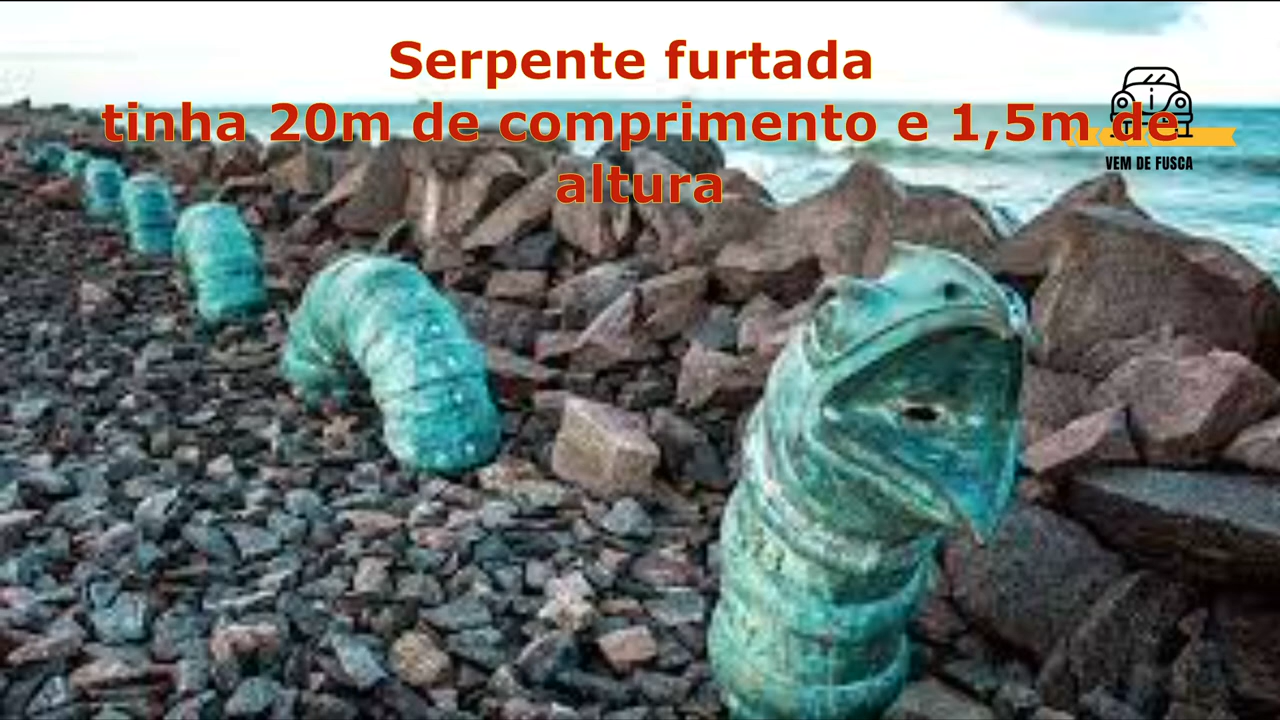 Serpente furtada
tinha 20m de comprimento e 1,5m de
altura
VEM DE FUSCA